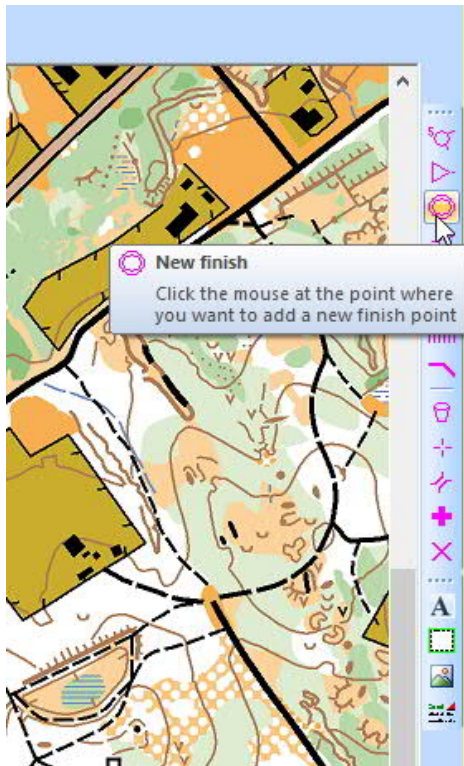 New finish
Click the mouse at the point where
you want to add a new finish point
S
A